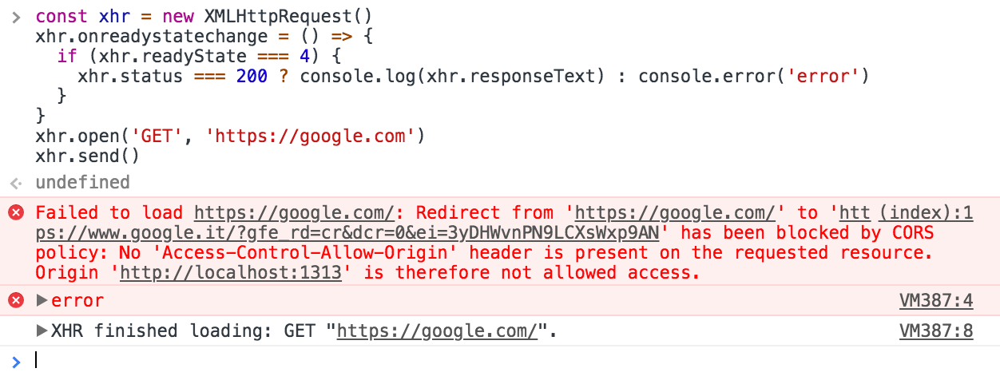 const xhr = new XMLHttpRequest()
xhr.onreadystatechange = () => {
  if (xhr.readyState === 4) {
    xhr.status === 200 ? console.log(xhr.responseText) : console.error('error')
  }
}
xhr.open('GET', 'https://google.com')
xhr.send()
undefined
Failed to load https://google.com/: Redirect from 'https://google.com/' to 'htt (index):1
ps://www.google.it/?gfe_rd=cr&dcr=0&ei=3yDHWvnPN9LCXsWxp9AN' has been blocked by CORS
policy: No 'Access-Control-Allow-Origin' header is present on the requested resource.
Origin 'http://localhost:1313' is therefore not allowed access.
error VM387:4
XHR finished loading: GET "https://google.com/". VM387:8